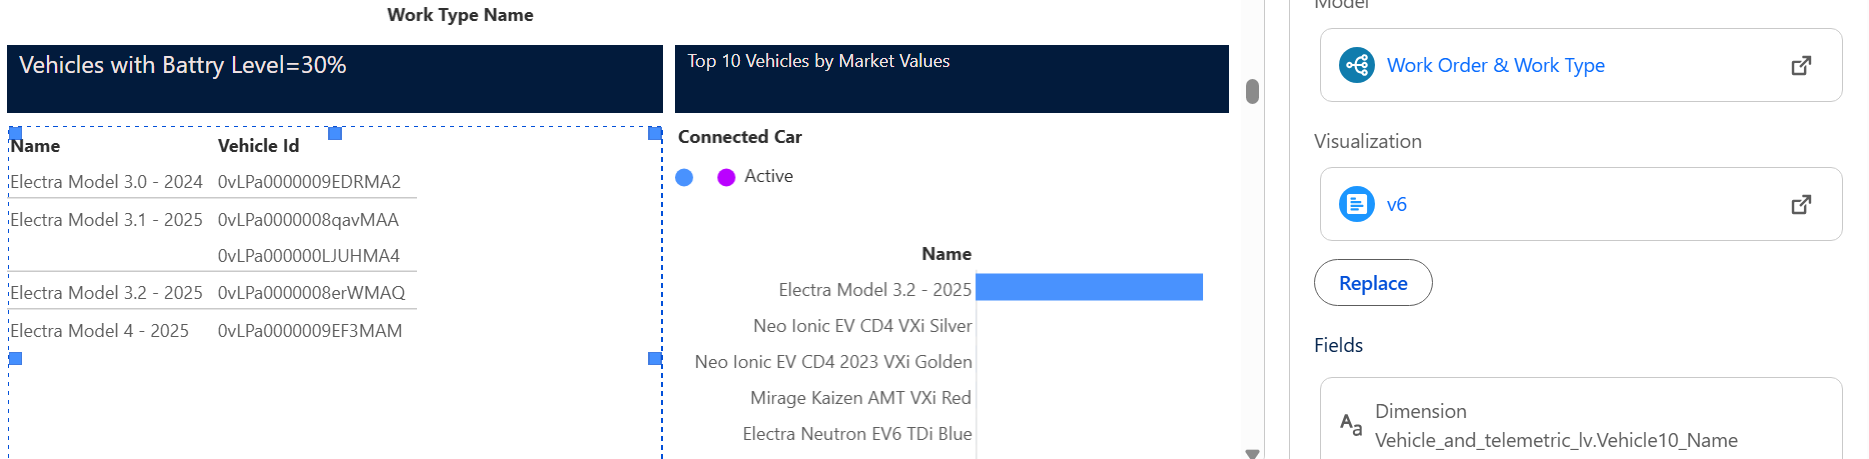 Work Type Name
Vehicles with Battry Level=30%
Top 10 Vehicles by Market Values
Name Vehicle Id
Electra Model 3.0 - 2024 0vLPa0000009EDRMA2
Electra Model 3.1 - 2025 0vLPa0000008qavMAA
0vLPa000000LJUHMA4
Electra Model 3.2 - 2025 0vLPa0000008erWMAQ
Electra Model 4 - 2025 0vLPa0000009EF3MAM
Connected Car
Active
Name
Electra Model 3.2 - 2025
Neo Ionic EV CD4 VXi Silver
Neo Ionic EV CD4 2023 VXi Golden
Mirage Kaizen AMT VXi Red
Electra Neutron EV6 TDi Blue
Model
Work Order & Work Type
Visualization
v6
Replace
Fields
Aa
Dimension
Vehicle_and_telemetric_lv.Vehicle10_Name